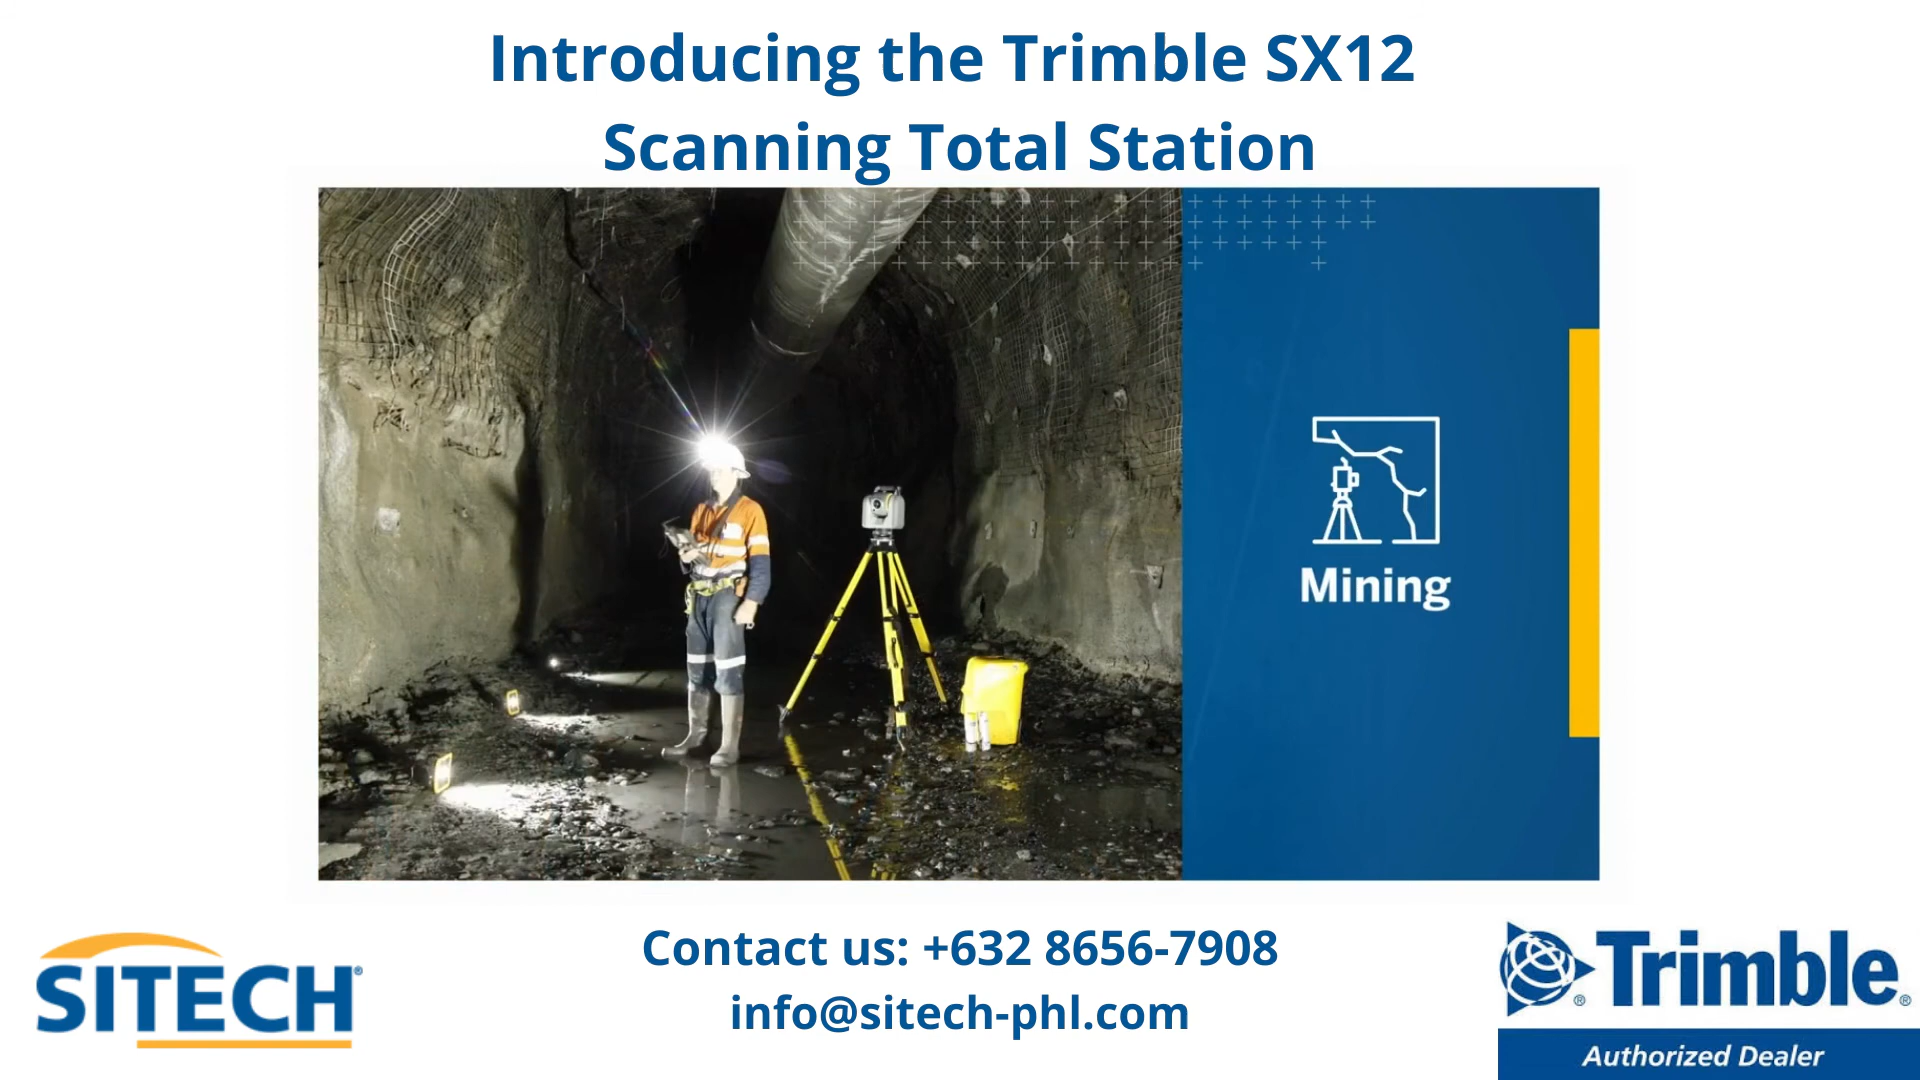 Introducing the Trimble SX12
Scanning Total Station
Mining
Contact us: +632 8656-7908
info@sitech-phl.com
SITECH®
Trimble®
Authorized Dealer